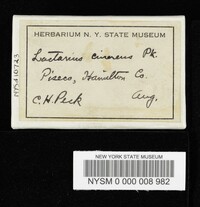 HERBARIUM N. Y. STATE MUSEUM
Lactarius cinereus Pk.
Piseco, Hamilton Co.
C.H. Peck Aug.
NEW YORK STATE MUSEUM
NYSM 0 000 008 982